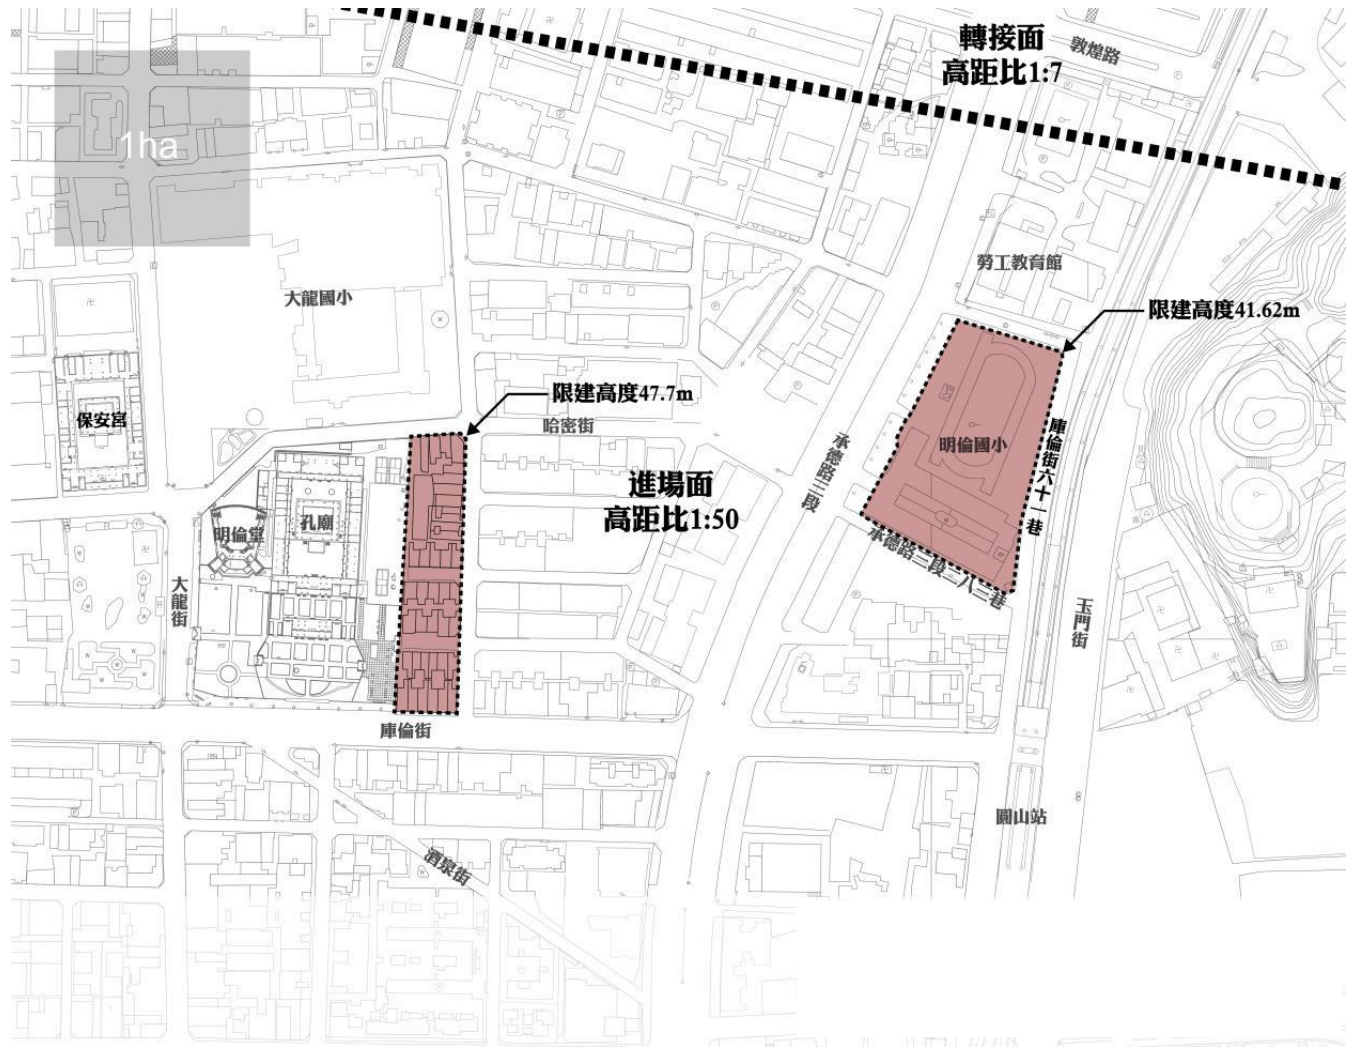 轉接面
高距比1:7
敦煌路
1ha
勞工教育館
大龍國小
限建高度41.62m
限建高度47.7m
保安宮
哈密街
承德路三段
明倫國小
庫倫街六十一巷
進場面
高距比1:50
孔廟
明倫堂
承德路三段二八三巷
大龍街
玉門街
庫倫街
圓山站
酒泉街